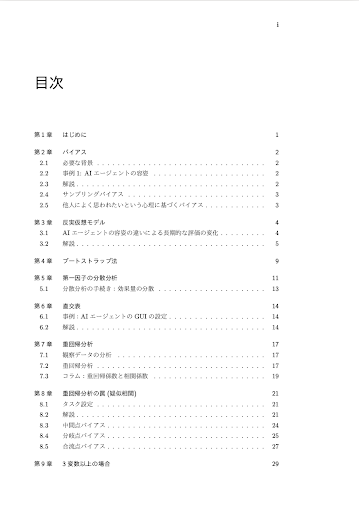 i
目次
第1章 はじめに 1
第2章 バイアス 2
2.1 必要な背景 . . . . . . . . . . . . . . . . . . . . . . . . . . . . . . 2
2.2 事例 1: AI エージェントの容姿 . . . . . . . . . . . . . . . . . . . . 2
2.3 解説 . . . . . . . . . . . . . . . . . . . . . . . . . . . . . . . . . 2
2.4 サンプリングバイアス . . . . . . . . . . . . . . . . . . . . . . . . 3
2.5 他人によく思われたいという心理に基づくバイアス . . . . . . . . . . . 3
第3章 反実仮想モデル 4
3.1 AI エージェントの容姿の違いによる長期的な評価の変化 . . . . . . . . . 4
3.2 解説 . . . . . . . . . . . . . . . . . . . . . . . . . . . . . . . . . 5
第4章 ブートストラップ法 9
第5章 第一因子の分散分析 11
5.1 分散分析の手続き : 効果量の分散 . . . . . . . . . . . . . . . . . . . 13
第6章 直交表 14
6.1 事例 : AI エージェントの GUI の設定 . . . . . . . . . . . . . . . . . 14
6.2 解説 . . . . . . . . . . . . . . . . . . . . . . . . . . . . . . . . . 14
第7章 重回帰分析 17
7.1 観察データの分析 . . . . . . . . . . . . . . . . . . . . . . . . . . 17
7.2 重回帰分析 . . . . . . . . . . . . . . . . . . . . . . . . . . . . . . 17
7.3 コラム : 重回帰係数と相関係数 . . . . . . . . . . . . . . . . . . . . 19
第8章 重回帰分析の罠 (疑似相関) 21
8.1 タスク設定 . . . . . . . . . . . . . . . . . . . . . . . . . . . . . . 21
8.2 解説 . . . . . . . . . . . . . . . . . . . . . . . . . . . . . . . . . 21
8.3 中間点バイアス . . . . . . . . . . . . . . . . . . . . . . . . . . . . 24
8.4 分岐点バイアス . . . . . . . . . . . . . . . . . . . . . . . . . . . . 25
8.5 合流点バイアス . . . . . . . . . . . . . . . . . . . . . . . . . . . . 27
第9章 3 変数以上の場合 29